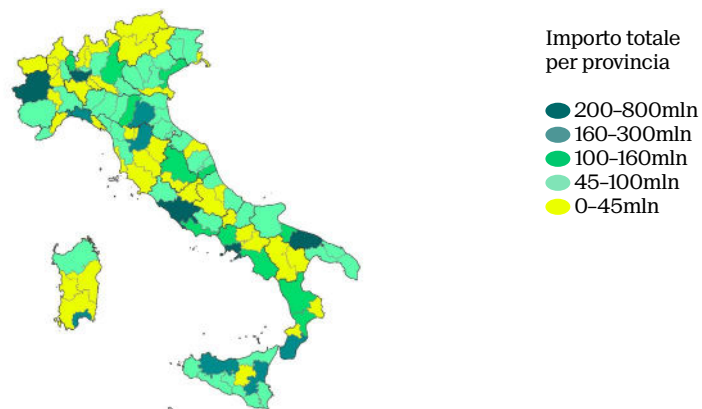 Importo totale
per provincia
200–800mln
160–300mln
100–160mln
45–100mln
0–45mln